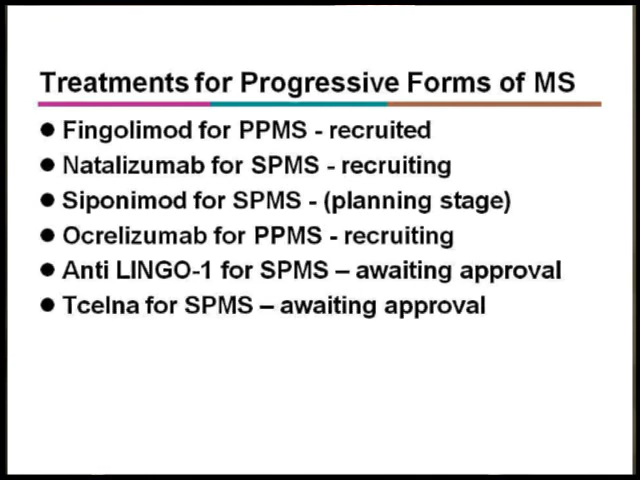 Treatments for Progressive Forms of MS
● Fingolimod for PPMS - recruited
● Natalizumab for SPMS - recruiting
● Siponimod for SPMS - (planning stage)
● Ocrelizumab for PPMS - recruiting
● Anti LINGO-1 for SPMS – awaiting approval
● Tcelna for SPMS – awaiting approval